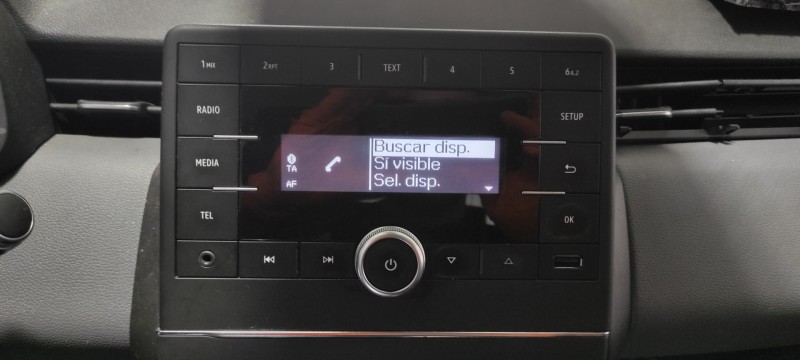 1MIX
2RPT
3
TEXT
4
5
6
RADIO
SETUP
MEDIA
TEL
OK
TA
AF
Buscar disp.
Sí visible
Sel. disp.